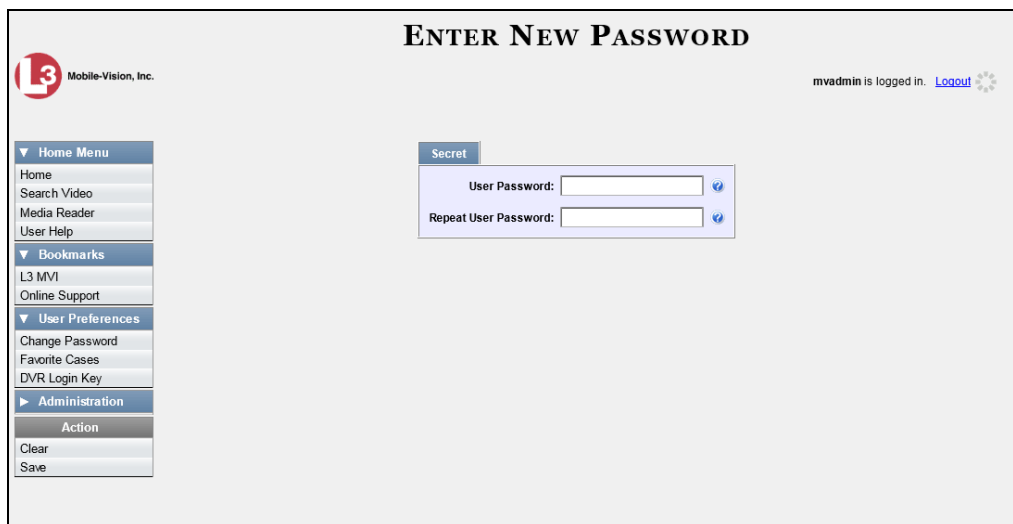 ENTER NEW PASSWORD
L3 Mobile-Vision, Inc.
mvadmin is logged in. Logout
Home Menu
Home
Search Video
Media Reader
User Help
Bookmarks
L3 MVI
Online Support
User Preferences
Change Password
Favorite Cases
DVR Login Key
Administration
Action
Clear
Save
Secret
User Password:
Repeat User Password: